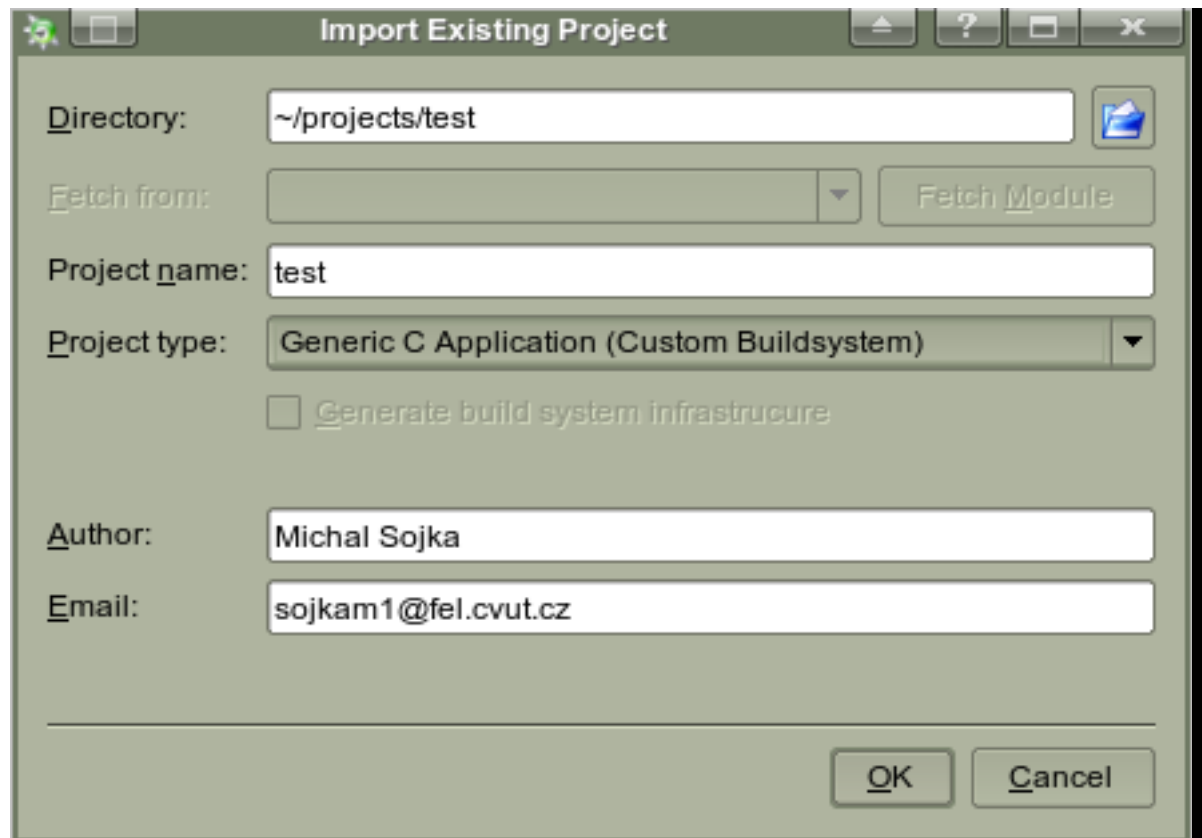 Import Existing Project
Directory: ~/projects/test
Fetch from: Fetch Module
Project name: test
Project type: Generic C Application (Custom Buildsystem)
Generate build system infrastrucure
Author: Michal Sojka
Email: sojkam1@fel.cvut.cz
OK Cancel